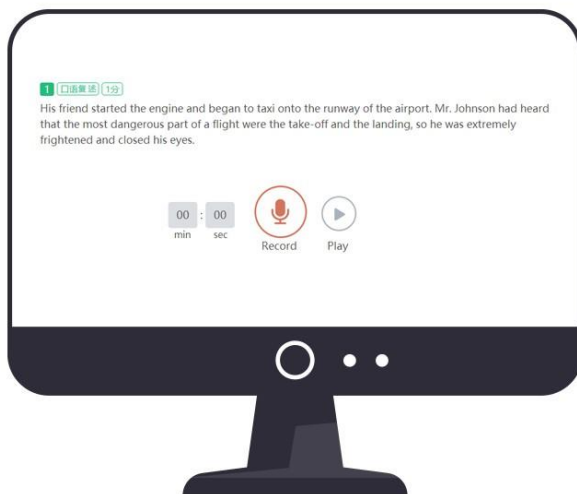 1 口语复述 1分
His friend started the engine and began to taxi onto the runway of the airport. Mr. Johnson had heard
that the most dangerous part of a flight were the take-off and the landing, so he was extremely
frightened and closed his eyes.
00 : 00
min sec
Record Play